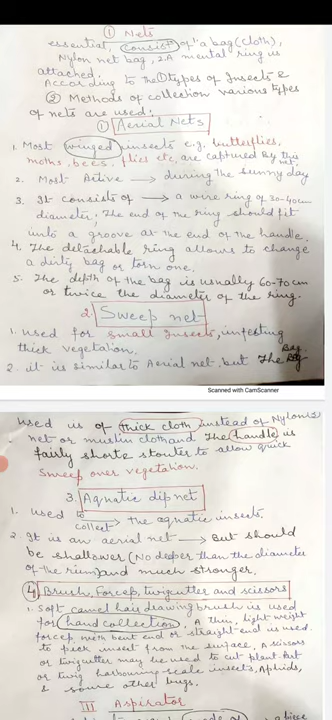 ① Nets
essential, consist of "a bag (cloth),
Nylon net bag, 2. A mental ring is
attached.
According to the ① types of Insects &
② Methods of collection various types
of nets are used:
① Aerial Nets
1. Most winged insects e.g, butterflies,
moths, bees, flies etc, are captured By this net.
2. Most Active → during the sunny day
3. It consists of → a wire ring of 30-40cm
diameter, The end of the ring should fit
into a groove at the end of the handle
4. The detachable ring allows to change
a dirty bag or torn one.
5. The depth of the bag is usually 60-70 cm
or twice the diameter of the ring.
2. Sweep net
1. used for small Insects, infesting
thick vegetation.
2. it is similar to Aerial net, but The Bag
Scanned with CamScanner
used is of thick cloth instead of Nylon
net or muslin cloth and The handle is
fairly shorte stouter to allow quick
Sweep over vegetation.
3. Aquatic dip net
1. used to collect → the aquatic insects.
2. It is an aerial net → But should
be shallower (No deeper than the diameter
of the rim) and much stronger.
④ Brush, Forcep, twigcutter and scissors
1. Soft camel hair drawing brush is used
for hand collection, A thin, light weight
forcep with bent end or straight end is used
to pick insect from the surface, A scissors
or twigcutter may be used to cut plant. Part
or twig harbouring scale insects, Aphids,
& some other bugs.
III Aspirator